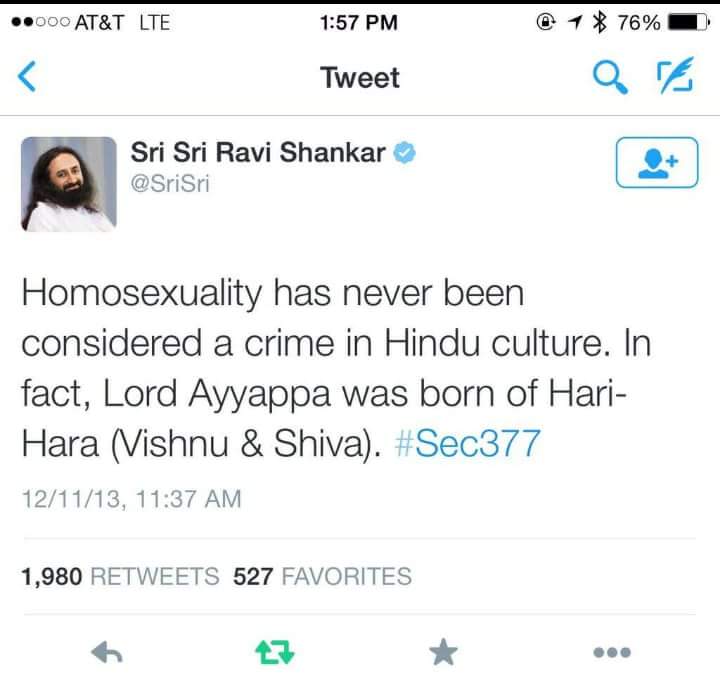 AT&T LTE 1:57 PM 76%
Tweet
Sri Sri Ravi Shankar
@SriSri
Homosexuality has never been
considered a crime in Hindu culture. In
fact, Lord Ayyappa was born of Hari-
Hara (Vishnu & Shiva). #Sec377
12/11/13, 11:37 AM
1,980 RETWEETS 527 FAVORITES